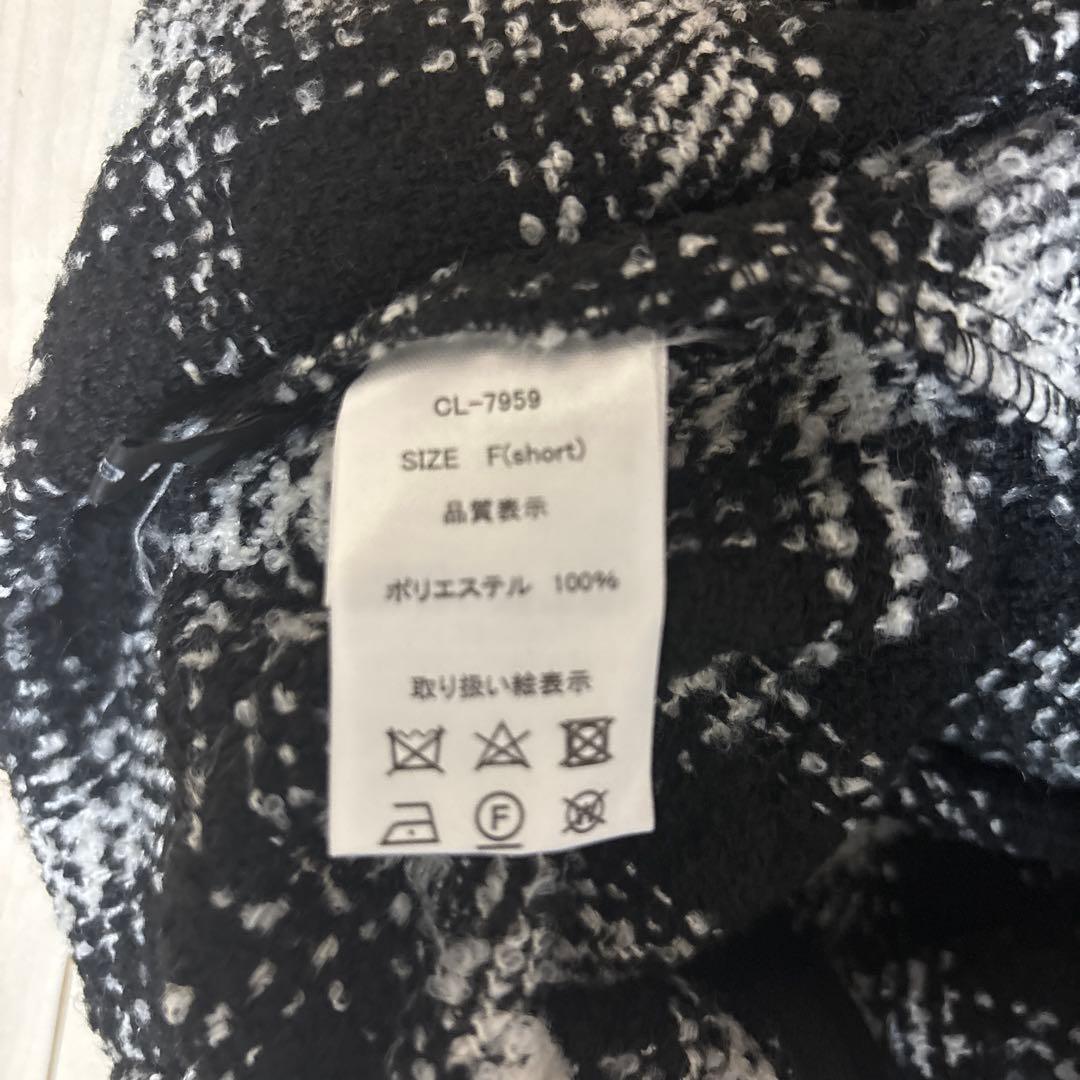 CL-7959
SIZE F(short)
品質表示
ポリエステル 100%
取り扱い絵表示
F
W